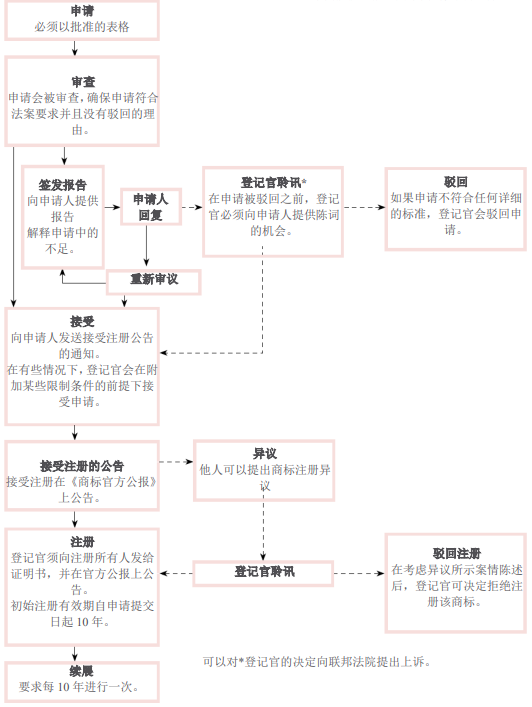 申请
必须以批准的表格
审查
申请会被审查，确保申请符合
法案要求并且没有驳回的理
由。
签发报告
向申请人提供
报告
解释申请中的
不足。
申请人
回复
登记官聆讯*
在申请被驳回之前，登记
官必须向申请人提供陈词
的机会。
驳回
如果申请不符合任何详细
的标准，登记官会驳回申
请。
重新审议
接受
向申请人发送接受注册公告
的通知。
在有些情况下，登记官会在附
加某些限制条件的前提下接
受申请。
接受注册的公告
接受注册在《商标官方公报》
上公告。
异议
他人可以提出商标注册异
议
注册
登记官须向注册所有人发给
证明书，并在官方公报上公
告。
初始注册有效期自申请提交
日起 10 年。
登记官聆讯
驳回注册
在考虑异议所示案情陈述
后，登记官可决定拒绝注
册该商标。
续展
要求每 10 年进行一次。
可以对*登记官的决定向联邦法院提出上诉。